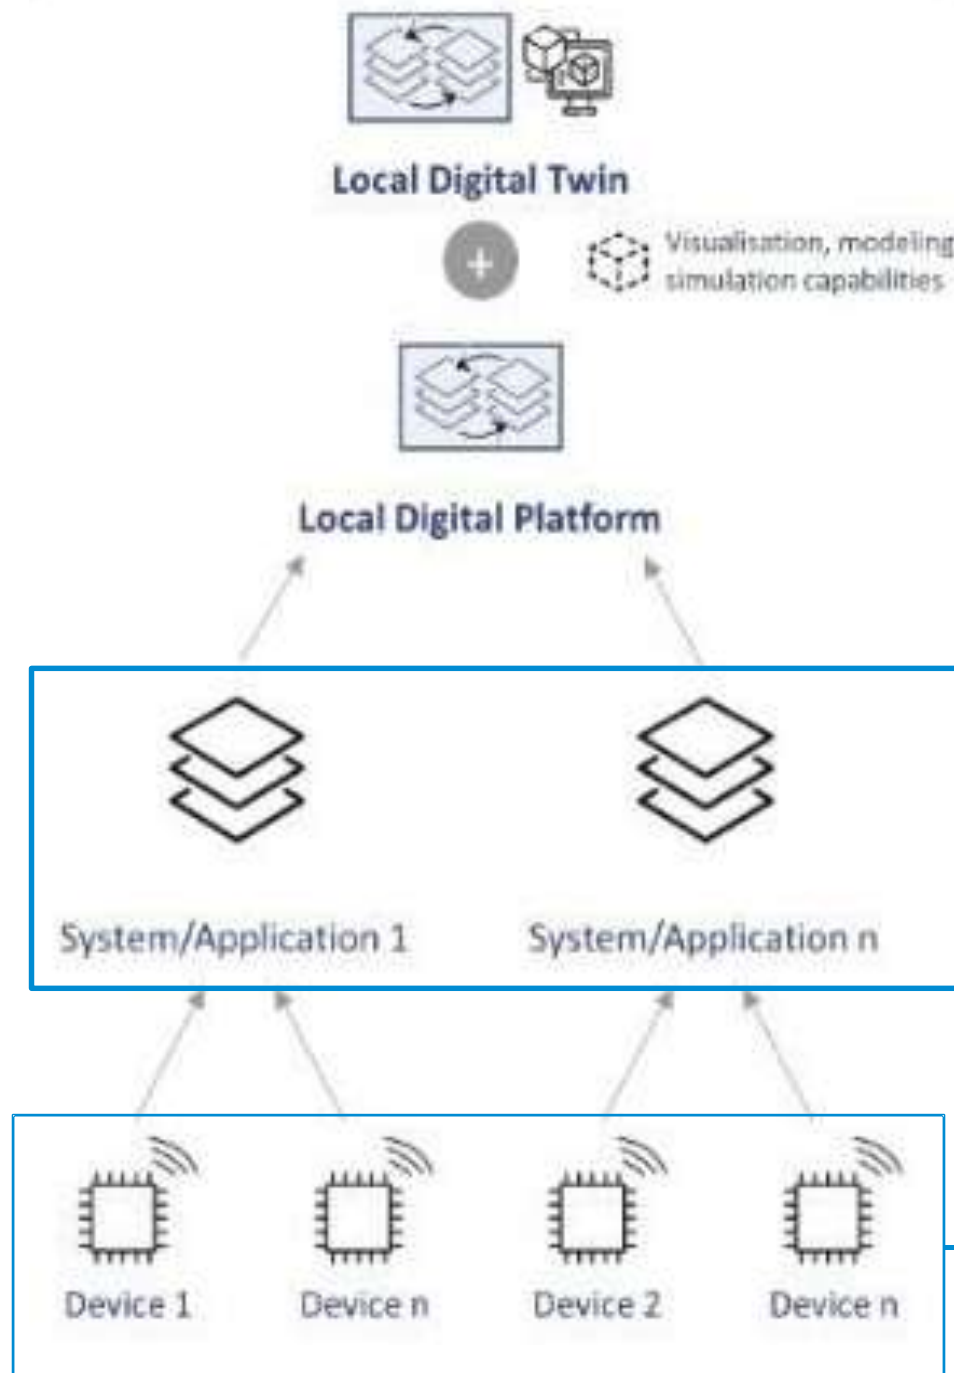 Local Digital Twin
+
Visualisation, modeling
simulation capabilities
Local Digital Platform
System/Application 1
System/Application n
Device 1
Device n
Device 2
Device n